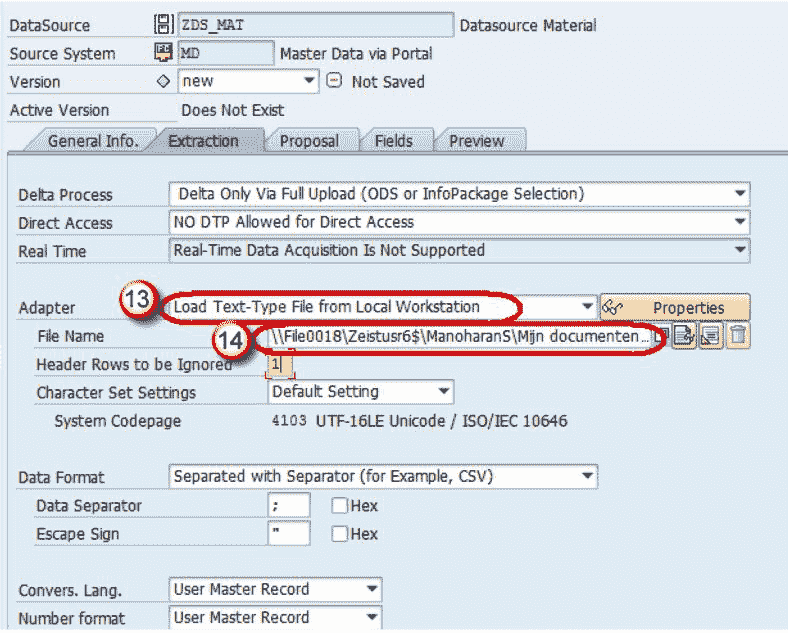 DataSource ZDS_MAT Datasource Material
Source System MD Master Data via Portal
Version new Not Saved
Active Version Does Not Exist
General Info. Extraction Proposal Fields Preview
Delta Process Delta Only Via Full Upload (ODS or InfoPackage Selection)
Direct Access NO DTP Allowed for Direct Access
Real Time Real-Time Data Acquisition Is Not Supported
13
Adapter Load Text-Type File from Local Workstation Properties
14
File Name \\File0018\Zeistusr6$\ManoharanS\Mijn documenten...
Header Rows to be Ignored 1
Character Set Settings Default Setting
System Codepage 4103 UTF-16LE Unicode / ISO/IEC 10646
Data Format Separated with Separator (for Example, CSV)
Data Separator ; Hex
Escape Sign " Hex
Convers. Lang. User Master Record
Number format User Master Record